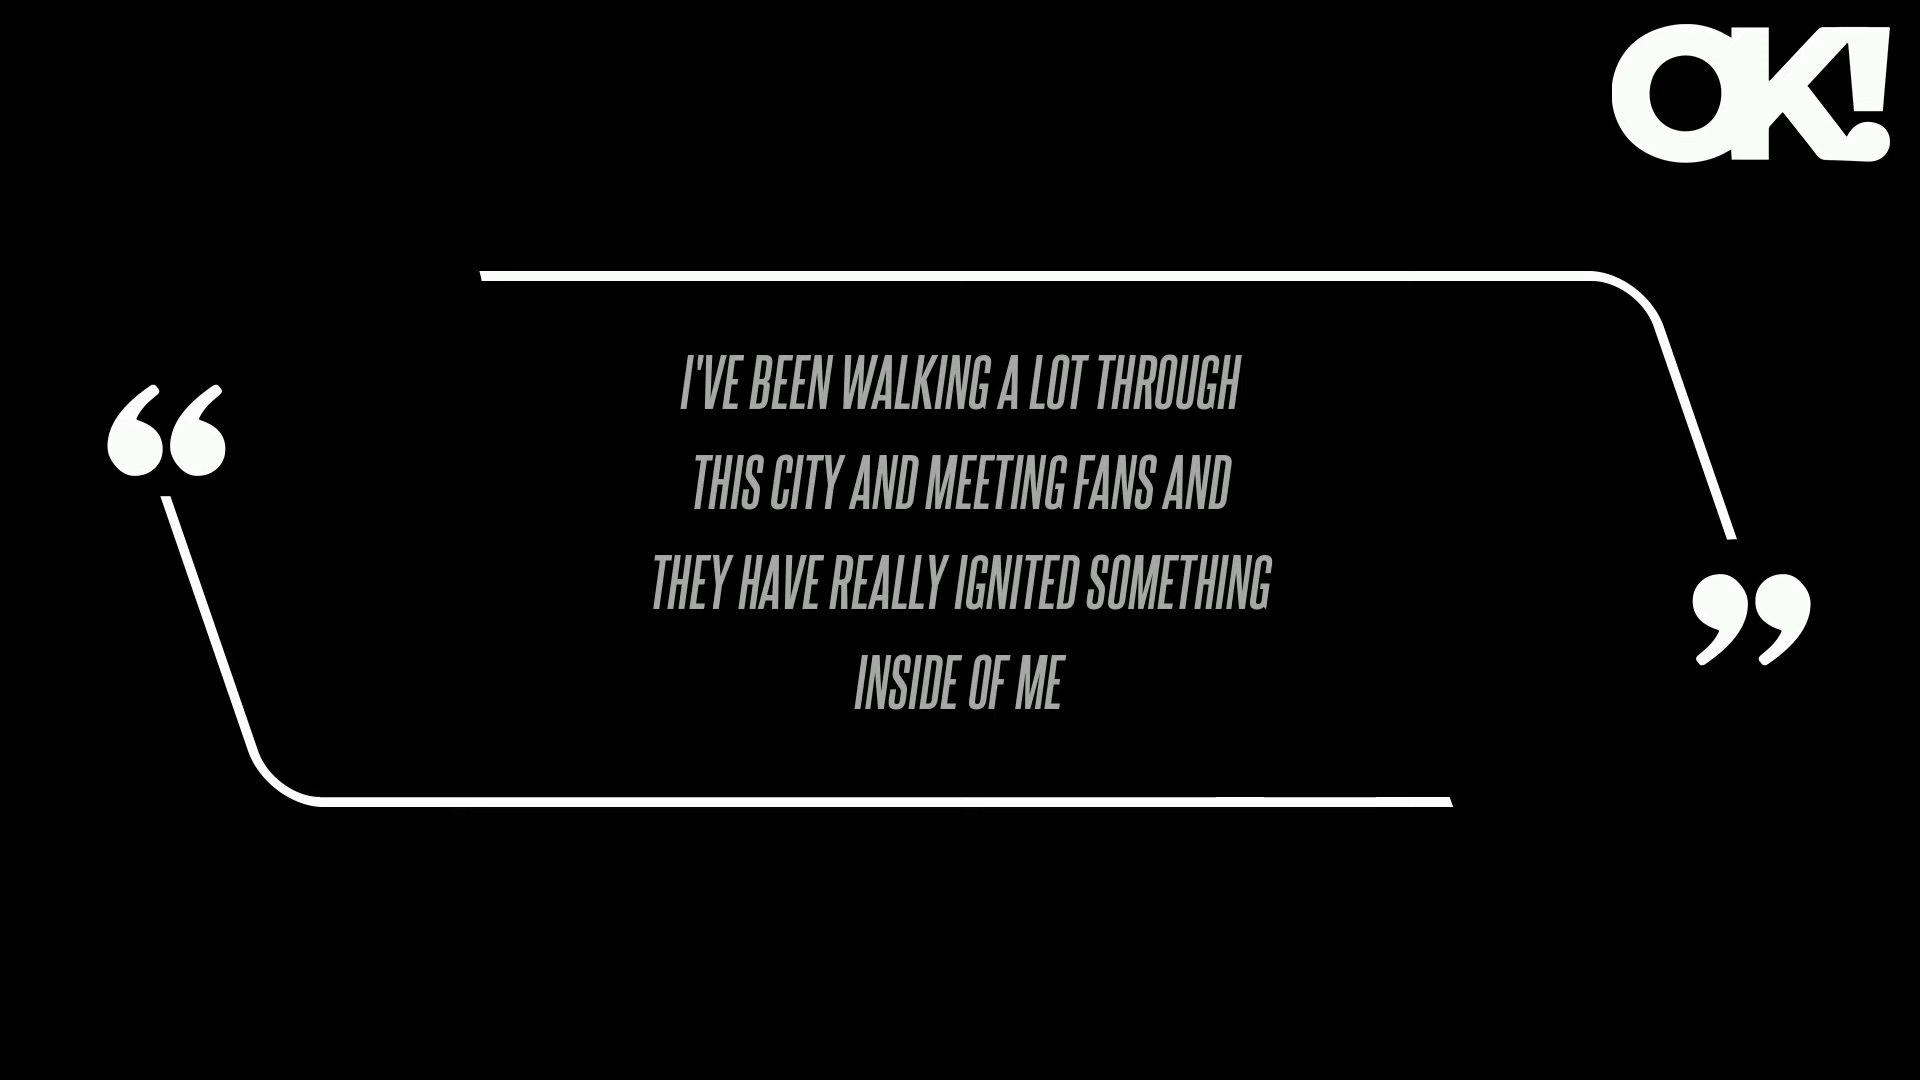 OK!
“
I'VE BEEN WALKING A LOT THROUGH
THIS CITY AND MEETING FANS AND
THEY HAVE REALLY IGNITED SOMETHING
INSIDE OF ME
”